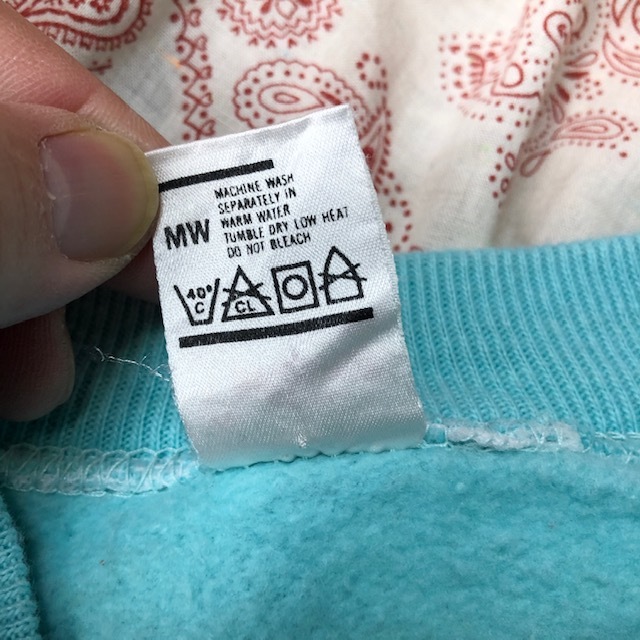 MACHINE WASH
SEPARATELY IN
WARM WATER
TUMBLE DRY LOW HEAT
DO NOT BLEACH
MW
40°
C
CL